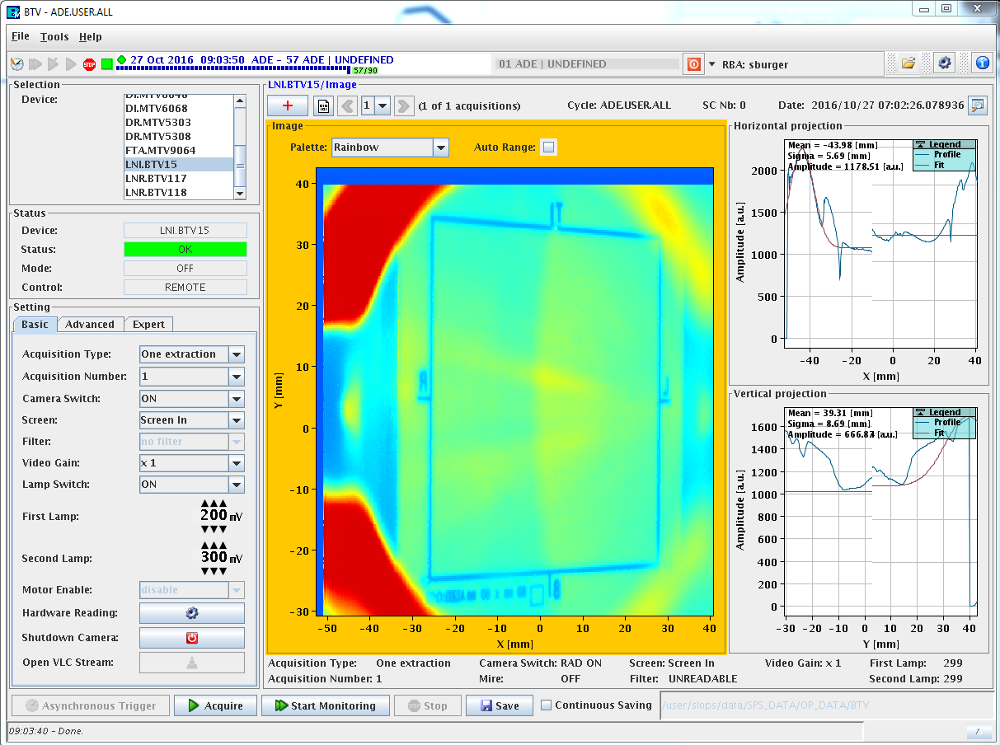 BTV - ADE.USER.ALL
File Tools Help
STOP
27 Oct 2016 09:03:50 ADE - 57 ADE | UNDEFINED
57/90
01 ADE | UNDEFINED
RBA: sburger
Selection
Device:
DI.MTV6068
DR.MTV5303
DR.MTV5308
FTA.MTV9064
LNI.BTV15
LNR.BTV117
LNR.BTV118
Status
Device: LNI.BTV15
Status: OK
Mode: OFF
Control: REMOTE
Setting
Basic Advanced Expert
Acquisition Type: One extraction
Acquisition Number: 1
Camera Switch: ON
Screen: Screen In
Filter: no filter
Video Gain: x 1
Lamp Switch: ON
First Lamp: 200 mV
Second Lamp: 300 mV
Motor Enable: disable
Hardware Reading:
Shutdown Camera:
Open VLC Stream:
LNI.BTV15/Image
1 (1 of 1 acquisitions) Cycle: ADE.USER.ALL SC Nb: 0 Date: 2016/10/27 07:02:26.078936
Image
Palette: Rainbow Auto Range:
40
30
20
10
0
-10
-20
-30
Y [mm]
T
R
L
B
-50 -40 -30 -20 -10 0 10 20 30 40
X [mm]
Horizontal projection
Mean = -43.98 [mm]
Sigma = 5.69 [mm]
Amplitude = 1178.51 [a.u.]
Legend
Profile
Fit
2000
1500
1000
500
0
Amplitude [a.u.]
-40 -20 0 20 40
X [mm]
Vertical projection
Mean = 39.31 [mm]
Sigma = 8.69 [mm]
Amplitude = 666.87 [a.u.]
Legend
Profile
Fit
1600
1400
1200
1000
800
600
400
200
0
Amplitude [a.u.]
-30 -20 -10 0 10 20 30 40
Y [mm]
Acquisition Type: One extraction Camera Switch: RAD ON Screen: Screen In Video Gain: x 1 First Lamp: 299
Acquisition Number: 1 Mire: OFF Filter: UNREADABLE Second Lamp: 299
Asynchronous Trigger Acquire Start Monitoring Stop Save Continuous Saving /user/slops/data/SPS_DATA/OP_DATA/BTV
09:03:40 - Done.